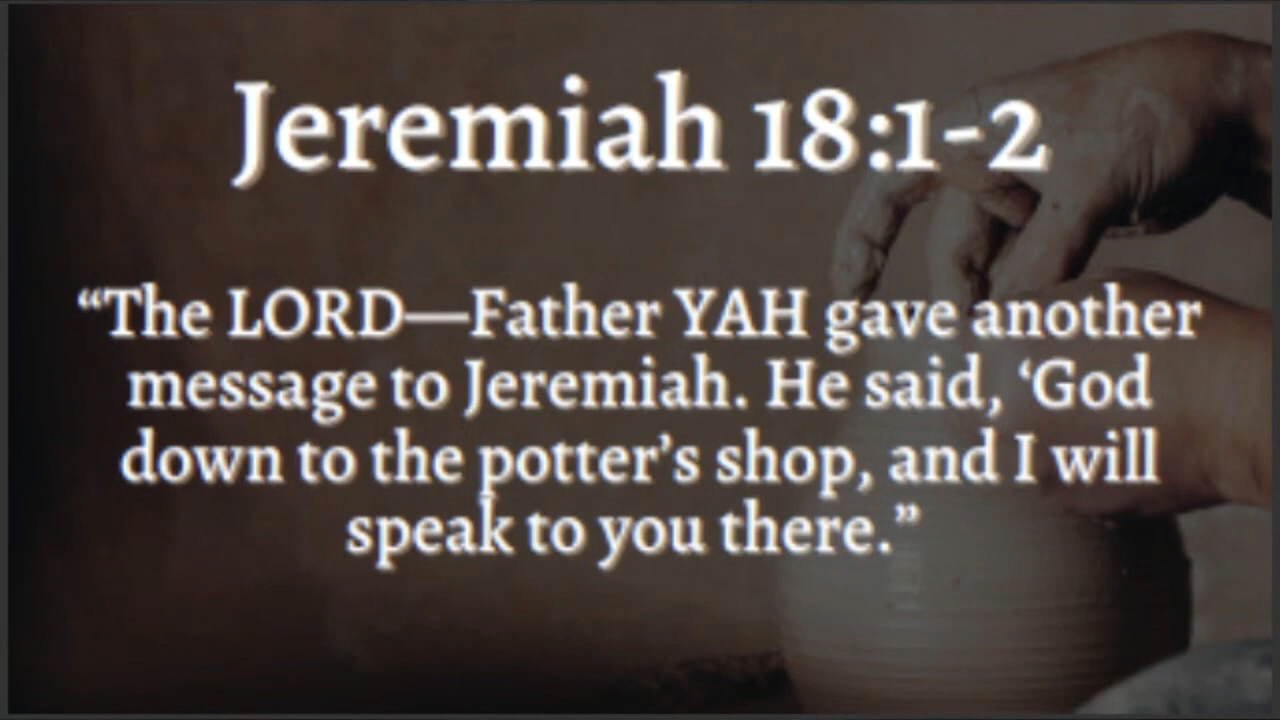 Jeremiah 18:1-2
“The LORD—Father YAH gave another
message to Jeremiah. He said, ‘God
down to the potter’s shop, and I will
speak to you there.”